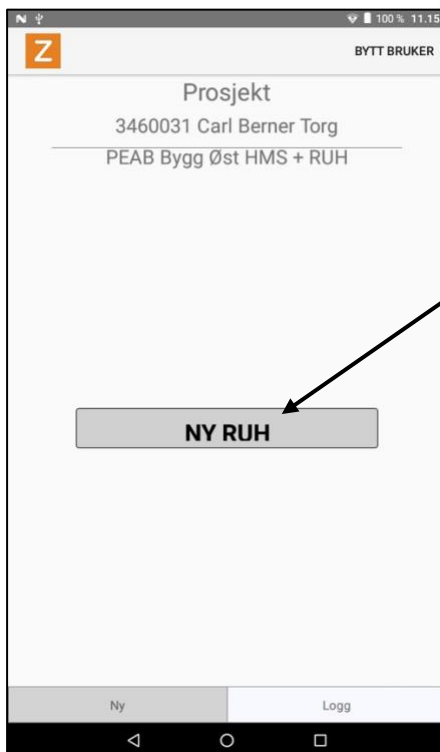 N 100 % 11.15
Z BYTT BRUKER
Prosjekt
3460031 Carl Berner Torg
PEAB Bygg Øst HMS + RUH
NY RUH
Ny Logg